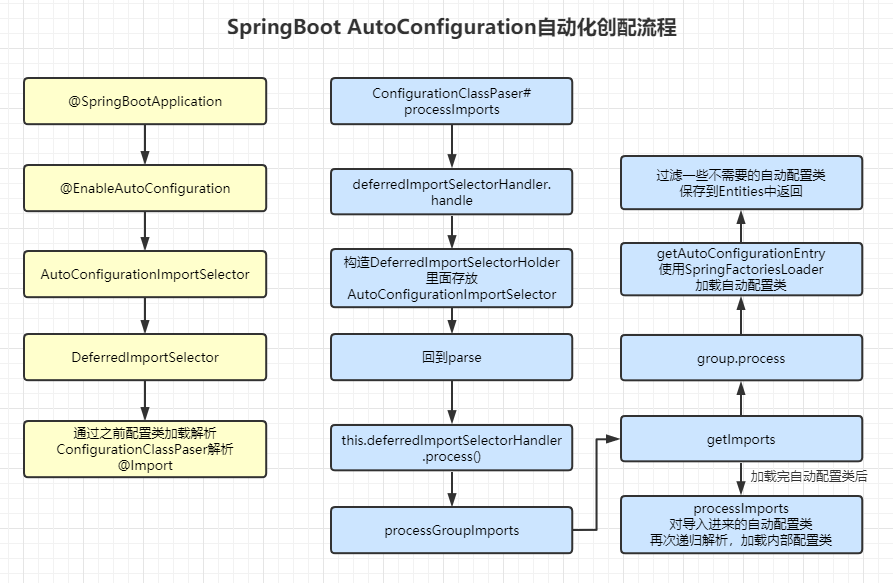 SpringBoot AutoConfiguration自动化创配流程
@SpringBootApplication
@EnableAutoConfiguration
AutoConfigurationImportSelector
DeferredImportSelector
通过之前配置类加载解析
ConfigurationClassPaser解析
@Import
ConfigurationClassPaser#
processImports
deferredImportSelectorHandler.
handle
构造DeferredImportSelectorHolder
里面存放
AutoConfigurationImportSelector
回到parse
this.deferredImportSelectorHandler
.process()
processGroupImports
过滤一些不需要的自动配置类
保存到Entities中返回
getAutoConfigurationEntry
使用SpringFactoriesLoader
加载自动配置类
group.process
getImports
加载完自动配置类后
processImports
对导入进来的自动配置类
再次递归解析，加载内部配置类